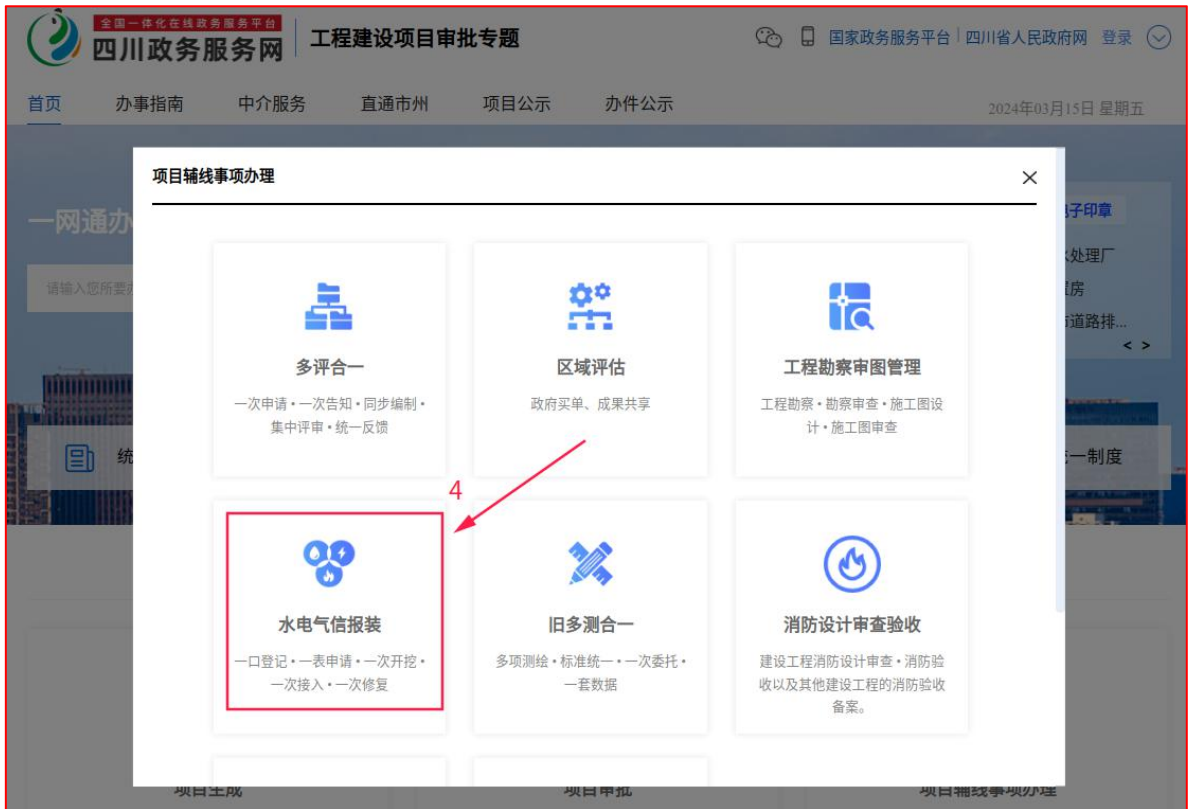 全国一体化在线政务服务平台
四川政务服务网 工程建设项目审批专题 国家政务服务平台 四川省人民政府网 登录
首页 办事指南 中介服务 直通市州 项目公示 办件公示 2024年03月15日 星期五
项目辅线事项办理
一网通办
子印章
处理厂
请输入您所要
房
道路排...
< >
多评合一 区域评估 工程勘察审图管理
一次申请•一次告知•同步编制• 政府买单、成果共享 工程勘察•勘察审查•施工图设
集中评审•统一反馈 计•施工图审查
统 一制度
4
水电气信报装 旧多测合一 消防设计审查验收
一口登记•一表申请•一次开挖• 多项测绘•标准统一•一次委托• 建设工程消防设计审查•消防验
一次接入•一次修复 一套数据 收以及其他建设工程的消防验收
备案。
项目生成 项目审批 项目辅线事项办理